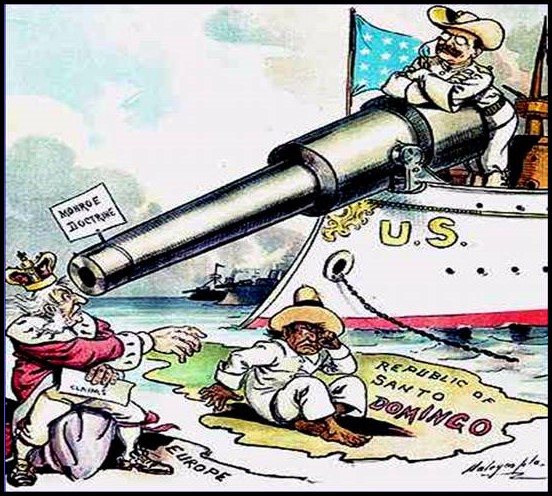 MONROE
DOCTRINE
U.S.
CLAIMS
REPUBLIC OF
SANTO
DOMINGO
EUROPE